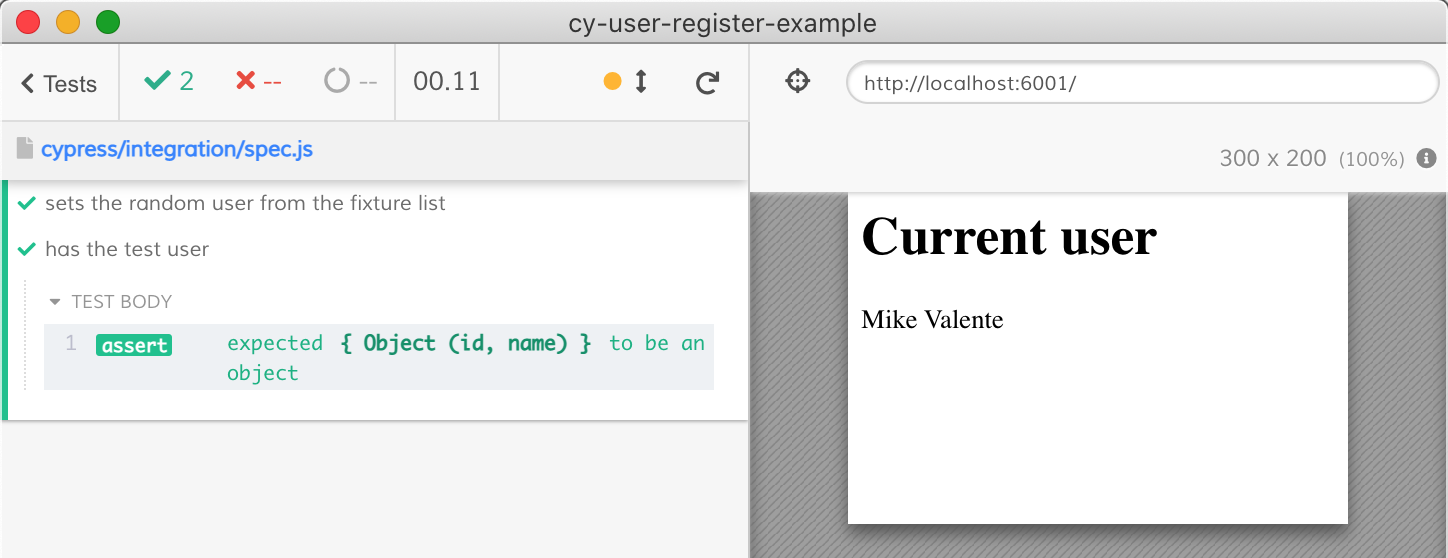 cy-user-register-example
Tests
2
--
--
00.11
http://localhost:6001/
cypress/integration/spec.js
300 x 200 (100%)
sets the random user from the fixture list
has the test user
TEST BODY
1 assert expected { Object (id, name) } to be an
object
Current user
Mike Valente